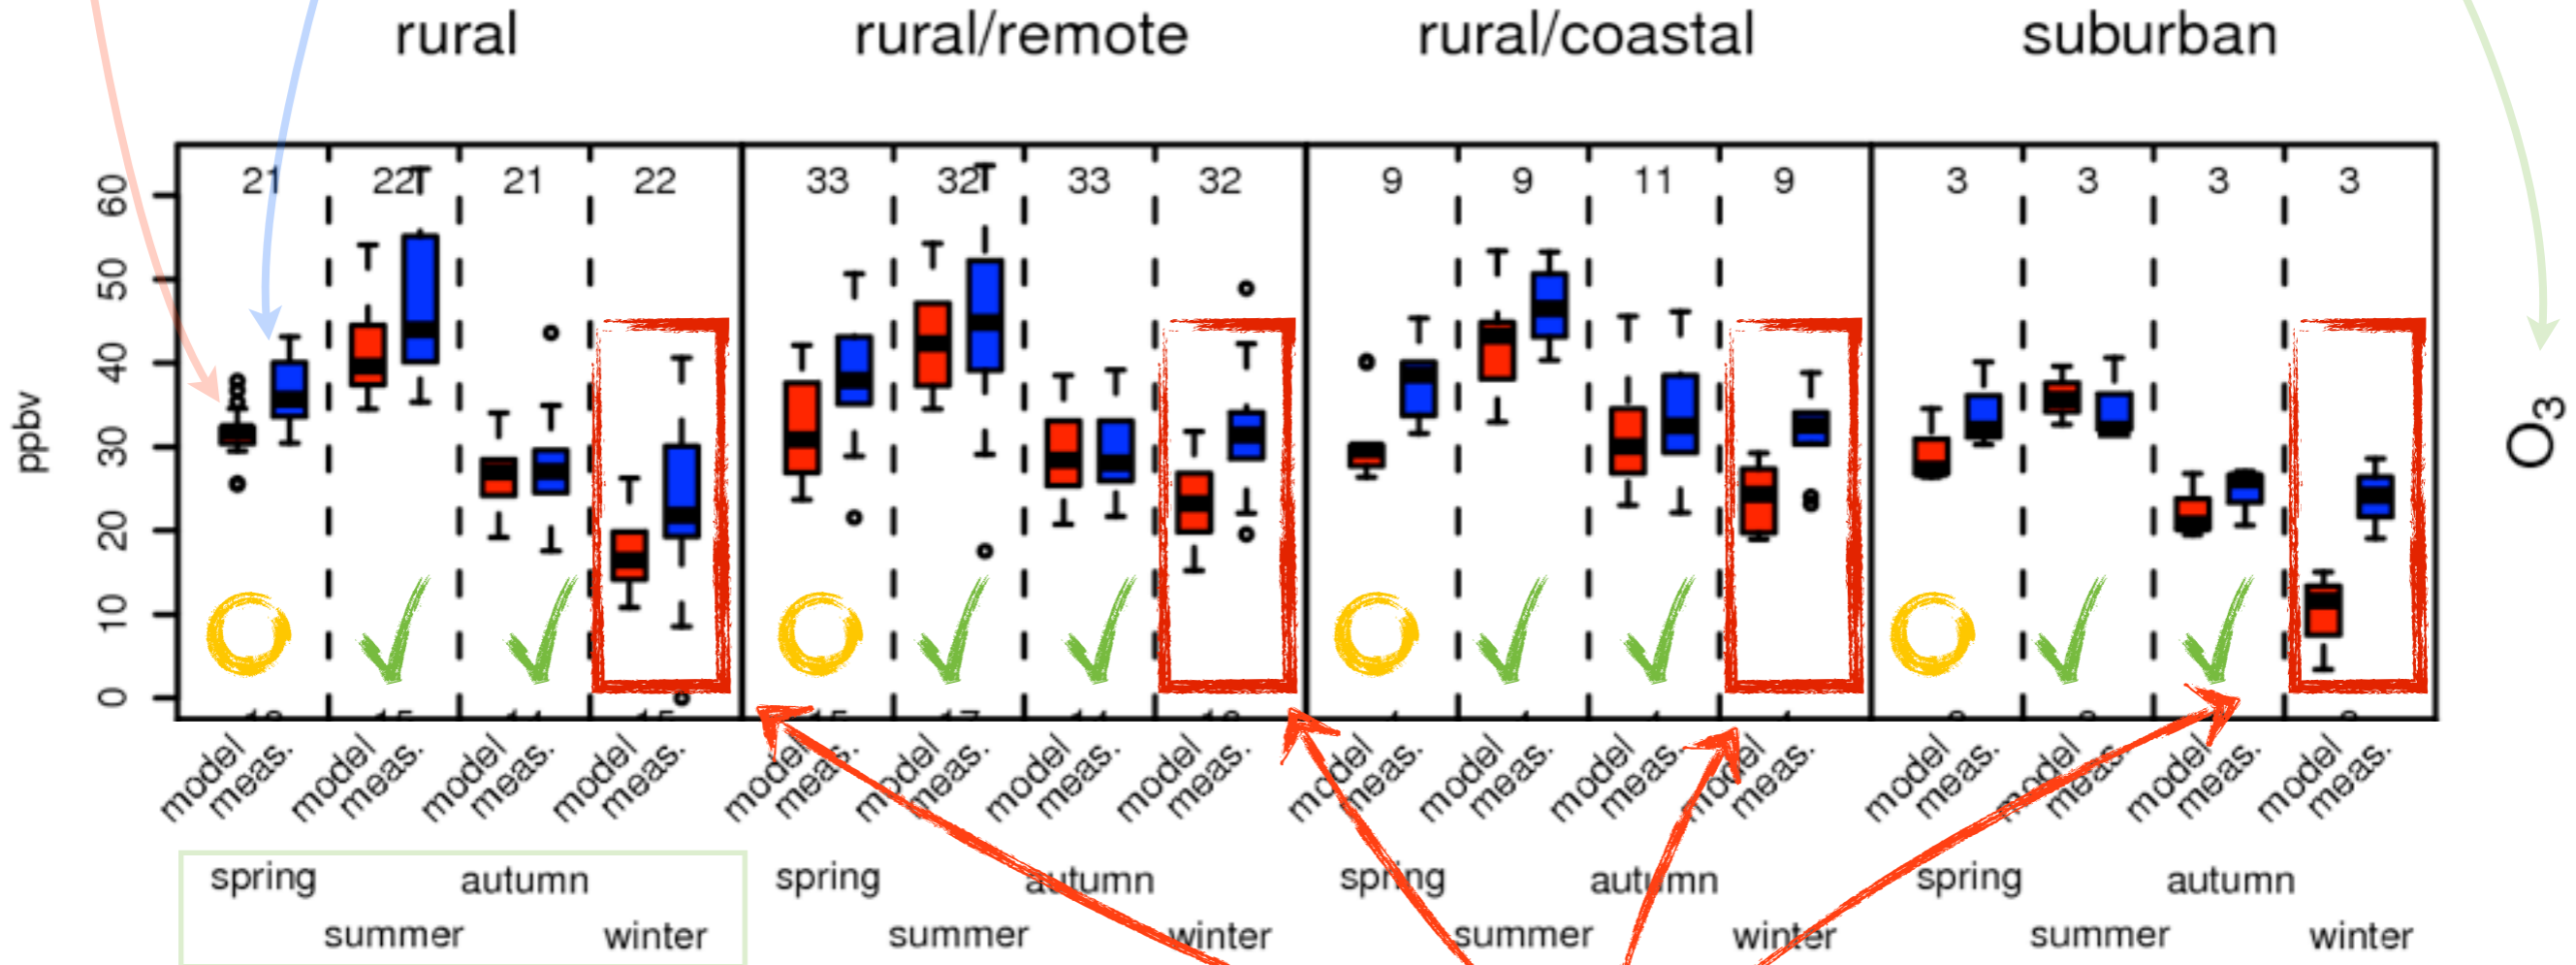 rural rural/remote rural/coastal suburban
21 22 21 22 33 32 33 32 9 9 11 9 3 3 3 3
60
50
40
30
20
10
0
ppbv
O3
model meas. model meas. model meas. model meas. model meas. model meas. model meas. model meas. model meas. model meas. model meas. model meas. model meas. model meas. model meas. model meas.
spring autumn spring autumn spring autumn spring autumn
summer winter summer winter summer winter summer winter